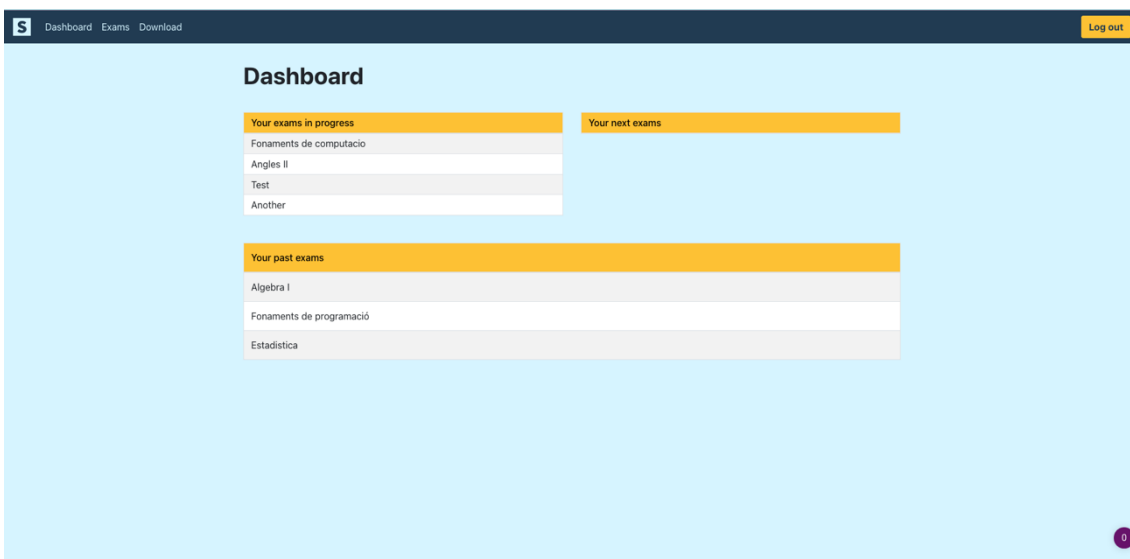 S Dashboard Exams Download Log out
Dashboard
Your exams in progress
Fonaments de computacio
Angles II
Test
Another
Your next exams
Your past exams
Algebra I
Fonaments de programació
Estadistica
0